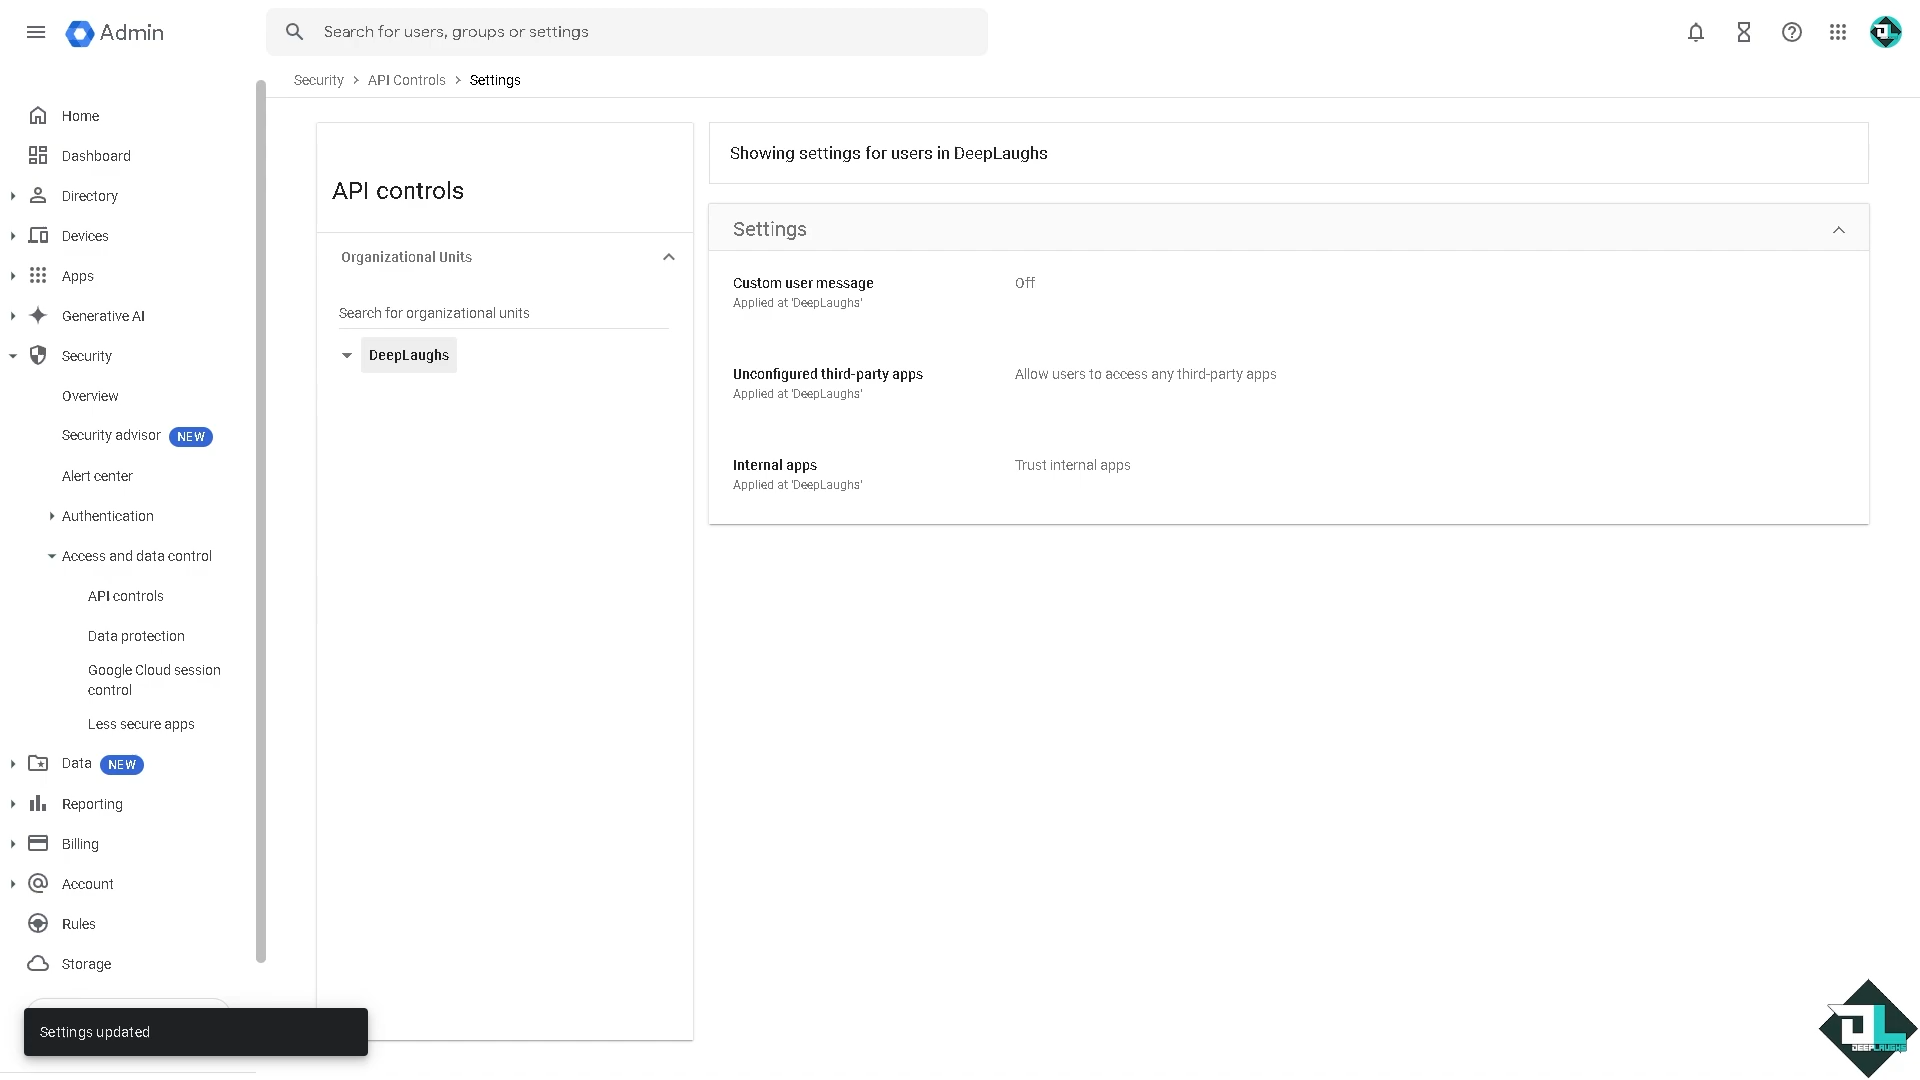 Admin
Search for users, groups or settings
Security > API Controls > Settings
Home
Dashboard
Directory
Devices
Apps
Generative AI
Security
Overview
Security advisor NEW
Alert center
Authentication
Access and data control
API controls
Data protection
Google Cloud session
control
Less secure apps
Data NEW
Reporting
Billing
Account
Rules
Storage
Settings updated
API controls
Organizational Units
Search for organizational units
DeepLaughs
Showing settings for users in DeepLaughs
Settings
Custom user message Off
Applied at 'DeepLaughs'
Unconfigured third-party apps Allow users to access any third-party apps
Applied at 'DeepLaughs'
Internal apps Trust internal apps
Applied at 'DeepLaughs'
DL
DEEPLAUGHS